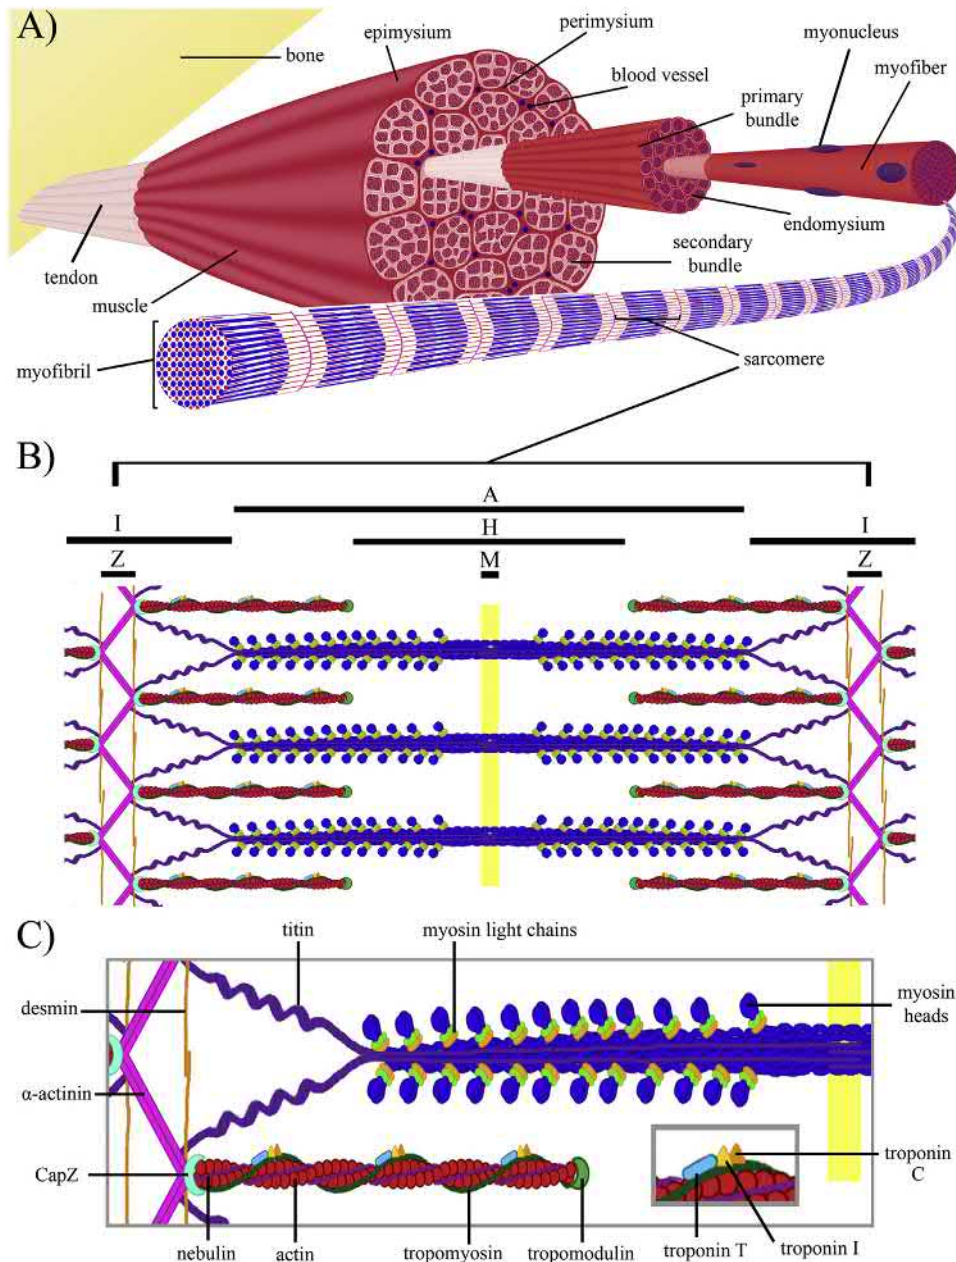 A)
bone
epimysium
perimysium
blood vessel
myonucleus
myofiber
primary
bundle
endomysium
secondary
bundle
tendon
muscle
myofibril
sarcomere
B)
A
I
H
I
Z
M
Z
C)
titin
myosin light chains
desmin
myosin
heads
α-actinin
CapZ
troponin
C
nebulin
actin
tropomyosin
tropomodulin
troponin T
troponin I